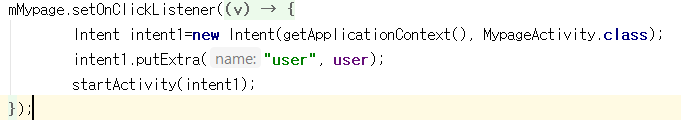 mMypage.setOnClickListener((v) → {
        Intent intent1=new Intent(getApplicationContext(), MypageActivity.class);
        intent1.putExtra( name: "user", user);
        startActivity(intent1);
});